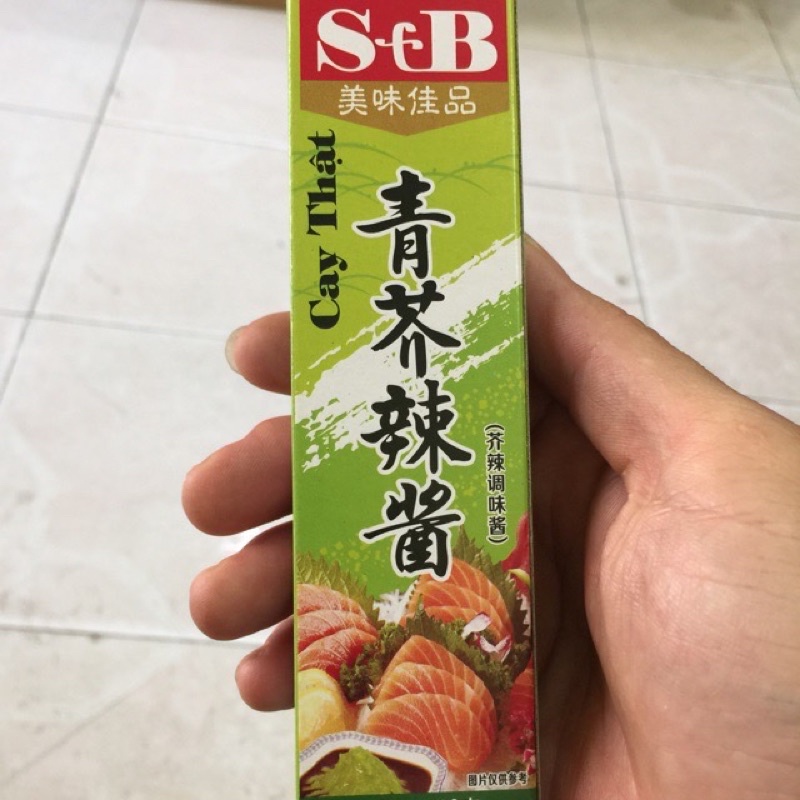 S&B
美味佳品
Cay Thật
青芥辣酱
(芥辣调味酱)
图片仅供参考